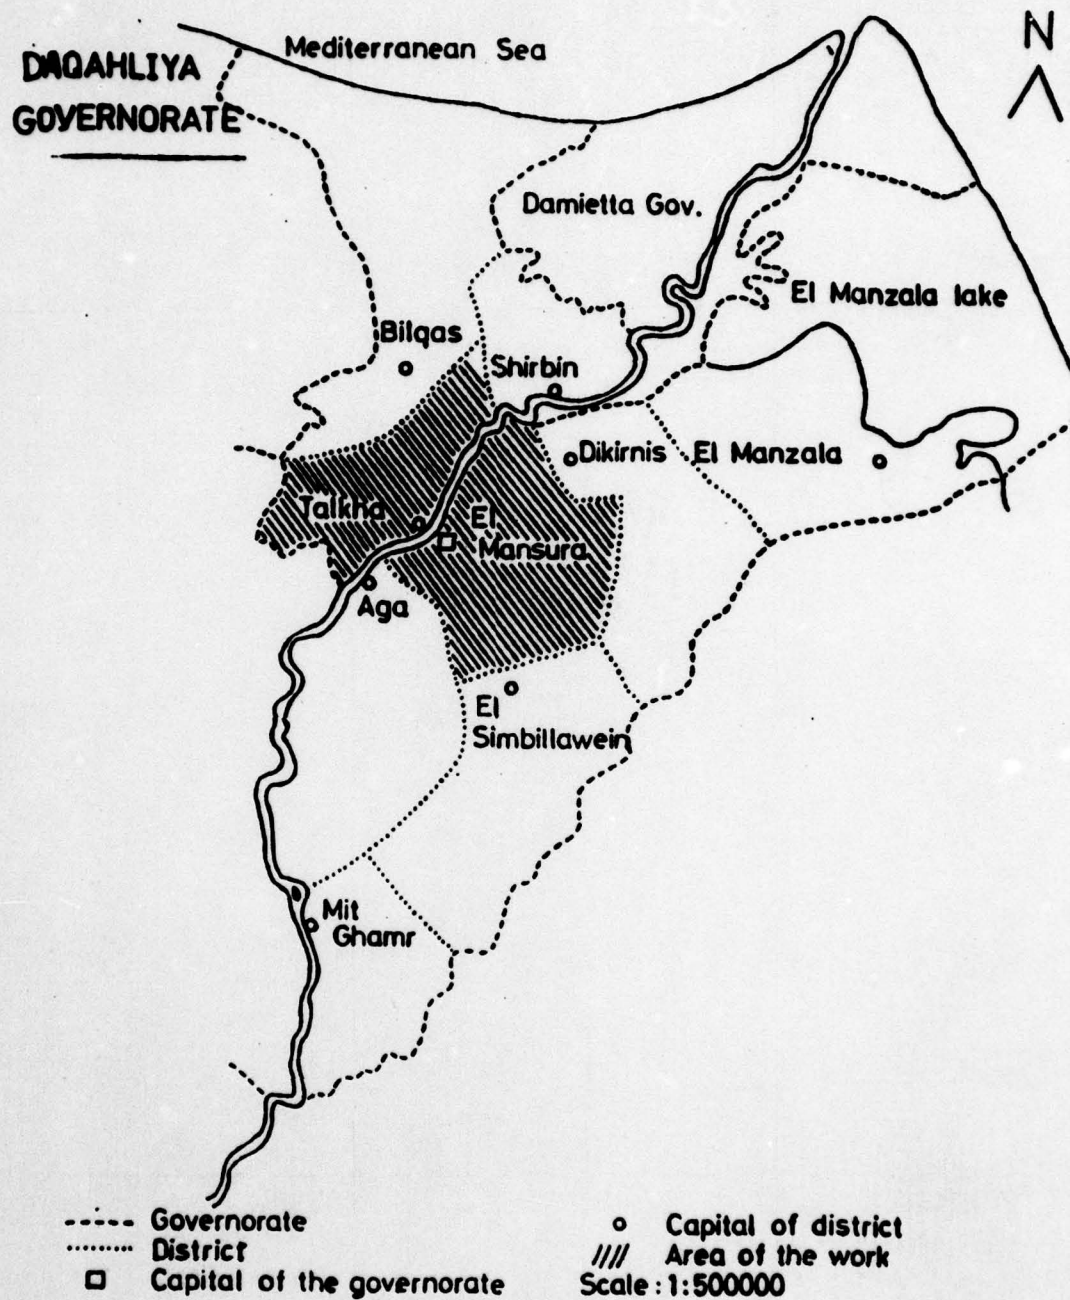 DAQAHLIYA
GOVERNORATE
Mediterranean Sea
N
Damietta Gov.
El Manzala lake
Bilqas
Shirbin
Dikirnis
El Manzala
Talkha
El
Mansura
Aga
El
Simbillawein
Mit
Ghamr
Governorate
District
Capital of the governorate
Capital of district
Area of the work
Scale : 1:500000